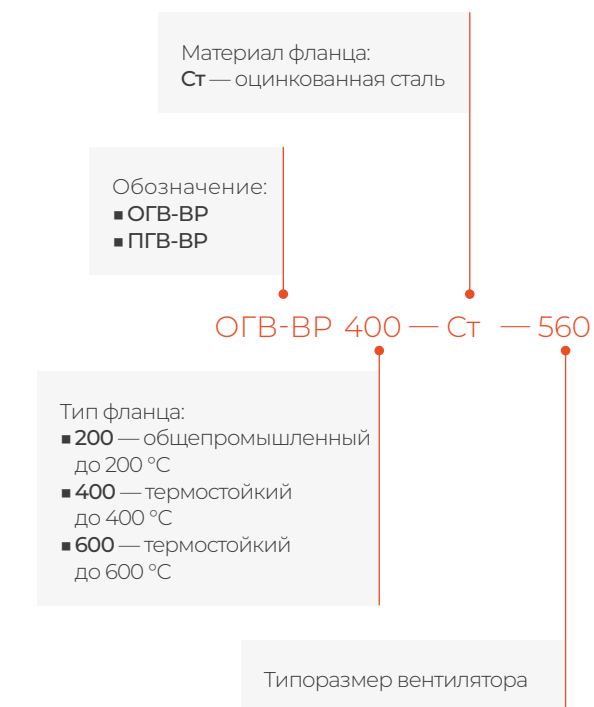 Материал фланца:
Ст — оцинкованная сталь
Обозначение:
▪ ОГВ-ВР
▪ ПГВ-ВР
ОГВ-ВР 400 — Ст — 560
Тип фланца:
▪ 200 — общепромышленный
до 200 °С
▪ 400 — термостойкий
до 400 °С
▪ 600 — термостойкий
до 600 °С
Типоразмер вентилятора